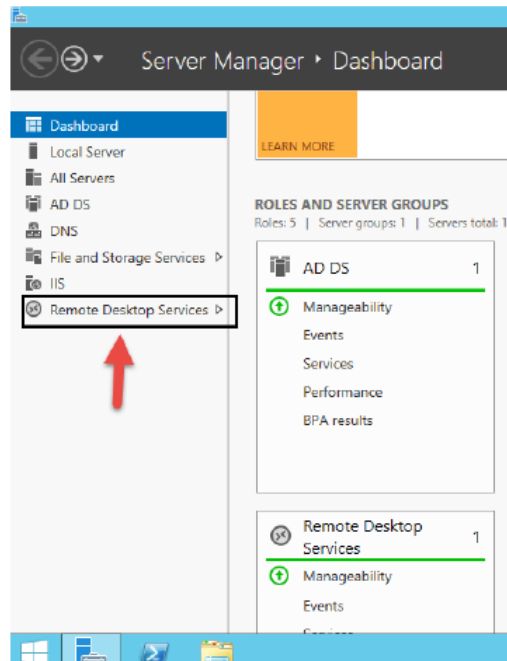 Server Manager ‣ Dashboard
Dashboard
Local Server
All Servers
AD DS
DNS
File and Storage Services
IIS
Remote Desktop Services
LEARN MORE
ROLES AND SERVER GROUPS
Roles: 5 | Server groups: 1 | Servers total: 1
AD DS 1
Manageability
Events
Services
Performance
BPA results
Remote Desktop 1
Services
Manageability
Events
Services